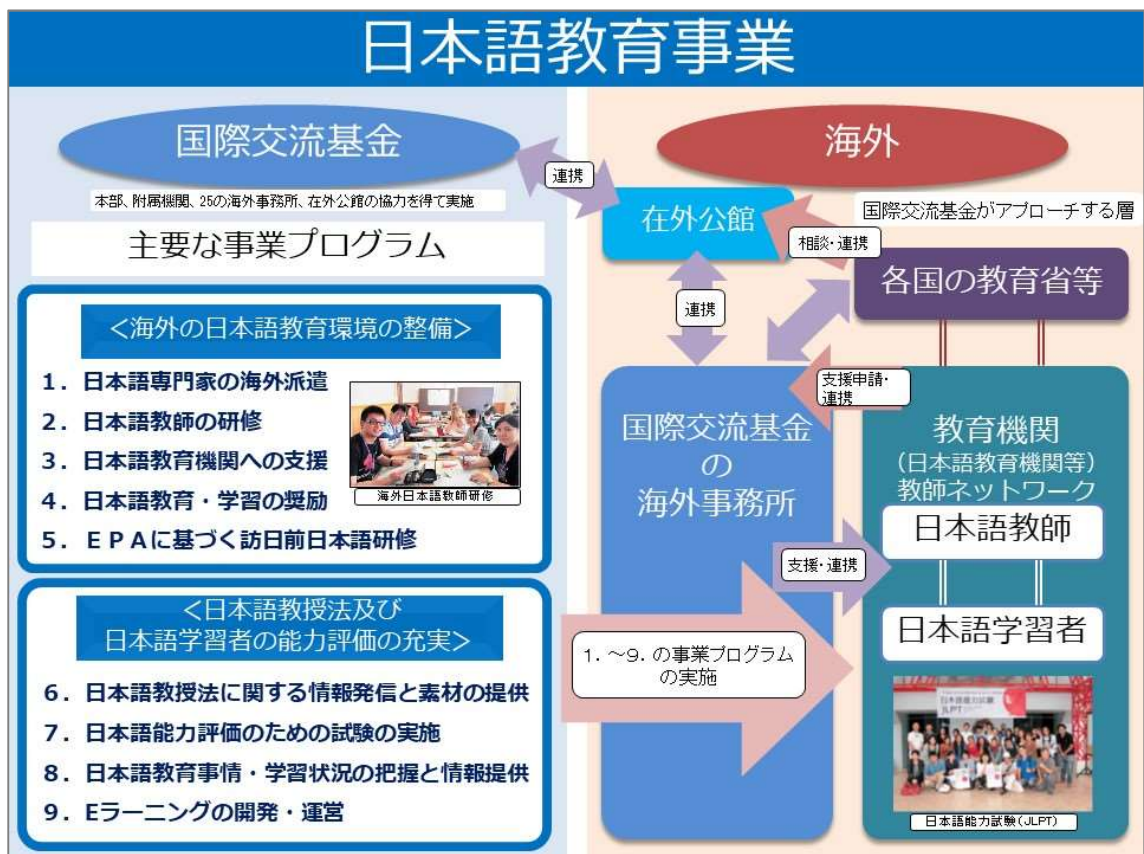 日本語教育事業
国際交流基金
本部、附属機関、25の海外事務所、在外公館の協力を得て実施
主要な事業プログラム
＜海外の日本語教育環境の整備＞
1．日本語専門家の海外派遣
2．日本語教師の研修
3．日本語教育機関への支援
4．日本語教育・学習の奨励
5．ＥＰＡに基づく訪日前日本語研修
海外日本語教師研修
＜日本語教授法及び
日本語学習者の能力評価の充実＞
6．日本語教授法に関する情報発信と素材の提供
7．日本語能力評価のための試験の実施
8．日本語教育事情・学習状況の把握と情報提供
9．Eラーニングの開発・運営
連携
海外
在外公館
国際交流基金がアプローチする層
相談・連携
各国の教育省等
連携
支援申請・
連携
国際交流基金
の
海外事務所
教育機関
（日本語教育機関等）
教師ネットワーク
日本語教師
支援・連携
日本語学習者
1．～9．の事業プログラム
の実施
日本語能力試験
JLPT
日本語能力試験（JLPT）